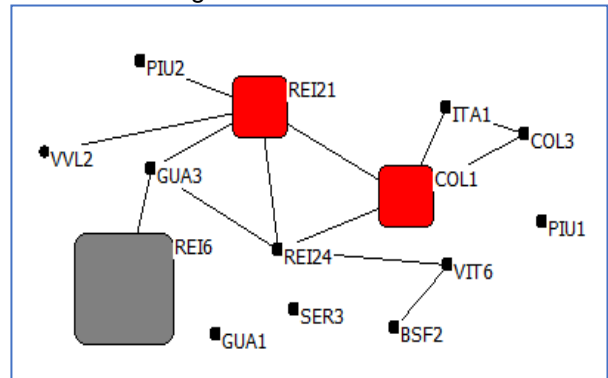 PIU2
REI21
ITA1
COL3
VVL2
GUA3
COL1
PIU1
REI6
REI24
VIT6
SER3
BSF2
GUA1